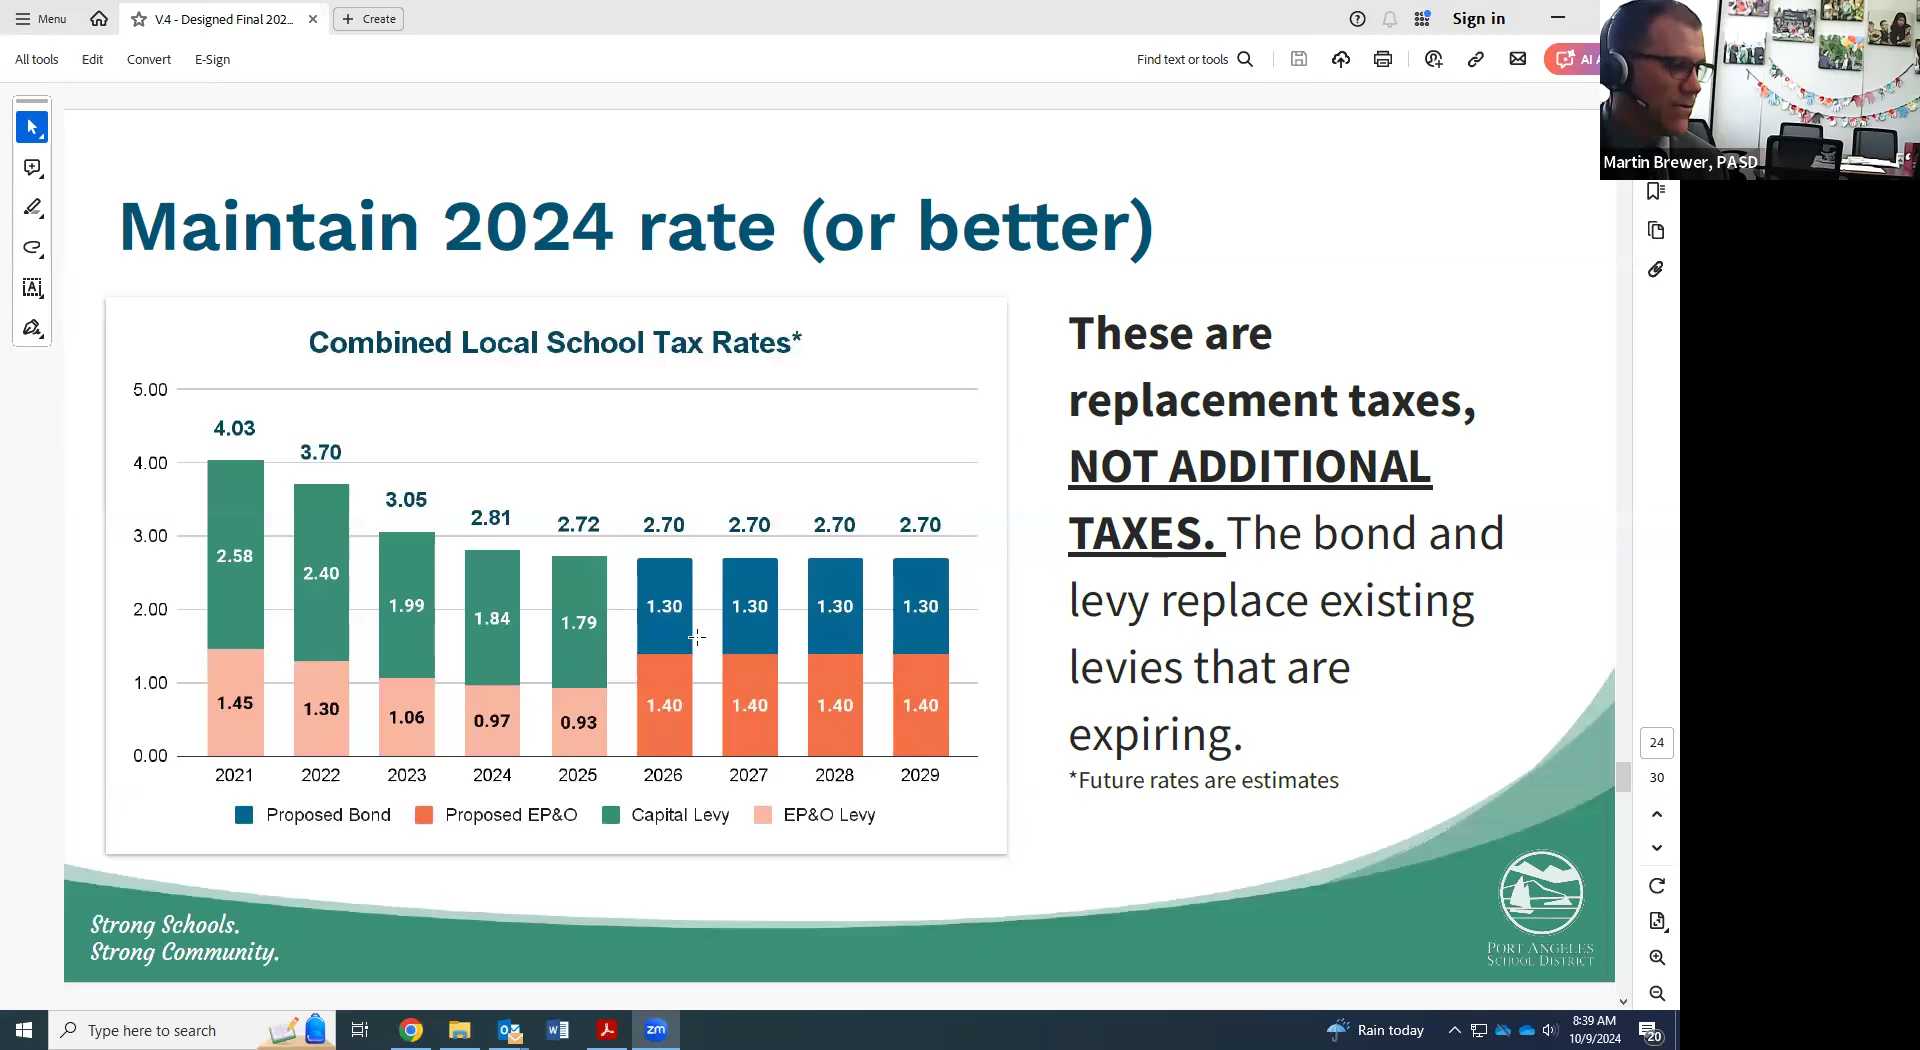 Menu
V.4 - Designed Final 202...
Create
Sign in
All tools
Edit
Convert
E-Sign
Find text or tools
AI A
Martin Brewer, PASD
Maintain 2024 rate (or better)
Combined Local School Tax Rates*
5.00
4.00
3.00
2.00
1.00
0.00
4.03
3.70
3.05
2.81
2.72
2.70
2.70
2.70
2.70
2.58
2.40
1.99
1.84
1.79
1.30
1.30
1.30
1.30
1.45
1.30
1.06
0.97
0.93
1.40
1.40
1.40
1.40
2021 2022 2023 2024 2025 2026 2027 2028 2029
Proposed Bond Proposed EP&O Capital Levy EP&O Levy
These are
replacement taxes,
NOT ADDITIONAL
TAXES. The bond and
levy replace existing
levies that are
expiring.
*Future rates are estimates
24
30
Strong Schools.
Strong Community.
PORT ANGELES
SCHOOL DISTRICT
Type here to search
zm
Rain today
8:39 AM
10/9/2024
20